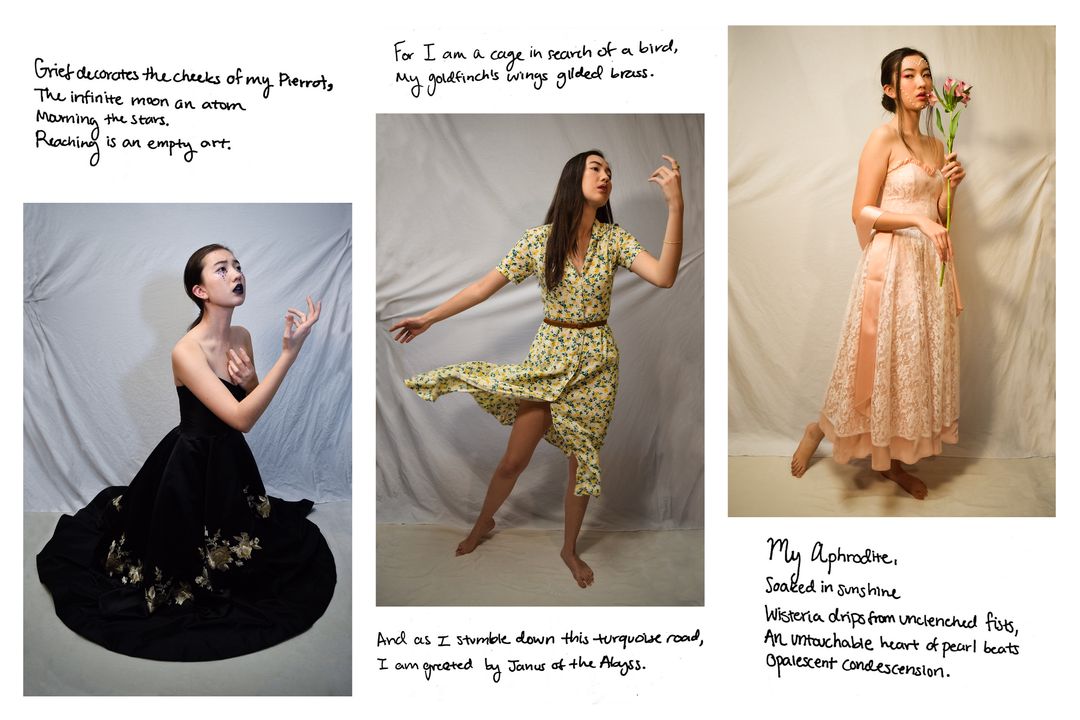 Grief decorates the cheeks of my Pierrot,
The infinite moon an atom
Mourning the stars.
Reaching is an empty art.
For I am a cage in search of a bird,
My goldfinch's wings gilded brass.
And as I stumble down this turquoise road,
I am greeted by Janus of the Abyss.
My Aphrodite,
Soaked in sunshine
Wisteria drips from unclenched fists,
An untouchable heart of pearl beats
Opalescent condescension.